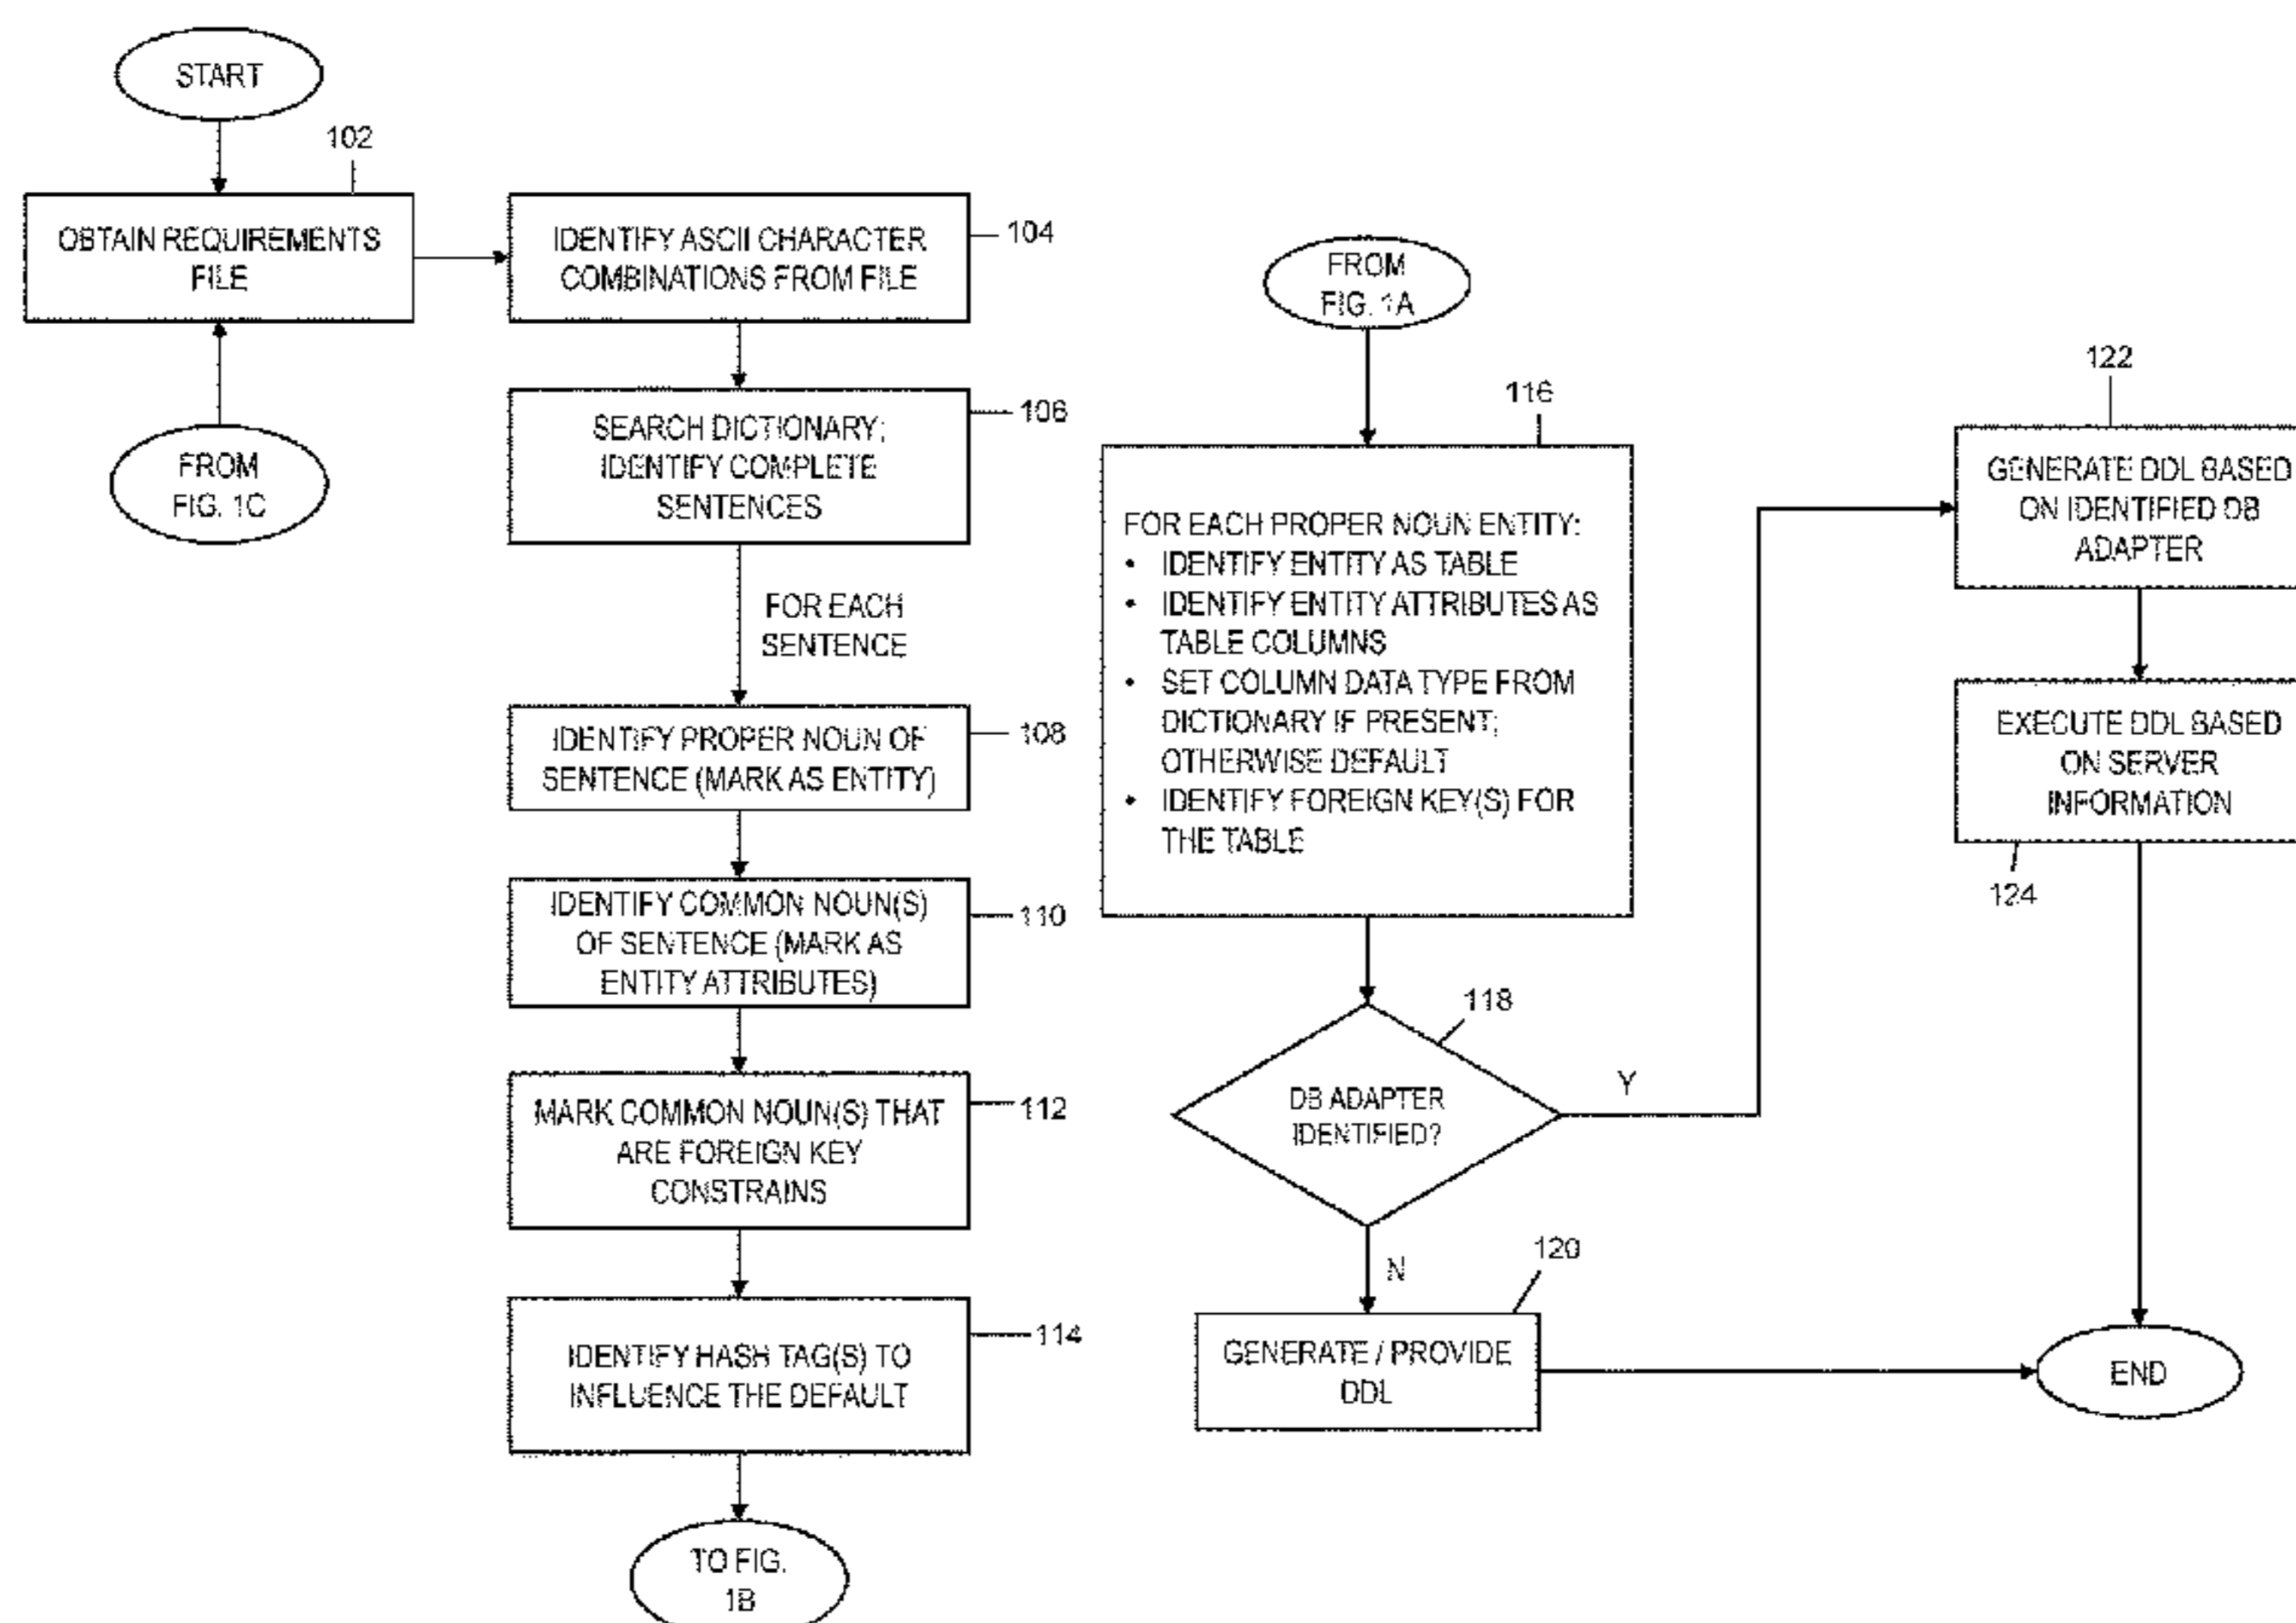 START
102
OBTAIN REQUIREMENTS
FILE
FROM
FIG. 1C
IDENTIFY ASCII CHARACTER
COMBINATIONS FROM FILE
104
SEARCH DICTIONARY;
IDENTIFY COMPLETE
SENTENCES
106
FOR EACH
SENTENCE
IDENTIFY PROPER NOUN OF
SENTENCE (MARK AS ENTITY)
108
IDENTIFY COMMON NOUN(S)
OF SENTENCE (MARK AS
ENTITY ATTRIBUTES)
110
MARK COMMON NOUN(S) THAT
ARE FOREIGN KEY
CONSTRAINS
112
IDENTIFY HASH TAG(S) TO
INFLUENCE THE DEFAULT
114
TO FIG.
1B
FROM
FIG. 1A
116
FOR EACH PROPER NOUN ENTITY:
• IDENTIFY ENTITY AS TABLE
• IDENTIFY ENTITY ATTRIBUTES AS
TABLE COLUMNS
• SET COLUMN DATA TYPE FROM
DICTIONARY IF PRESENT;
OTHERWISE DEFAULT
• IDENTIFY FOREIGN KEY(S) FOR
THE TABLE
118
DB ADAPTER
IDENTIFIED?
Y
N
120
GENERATE / PROVIDE
DDL
122
GENERATE DDL BASED
ON IDENTIFIED DB
ADAPTER
EXECUTE DDL BASED
ON SERVER
INFORMATION
124
END